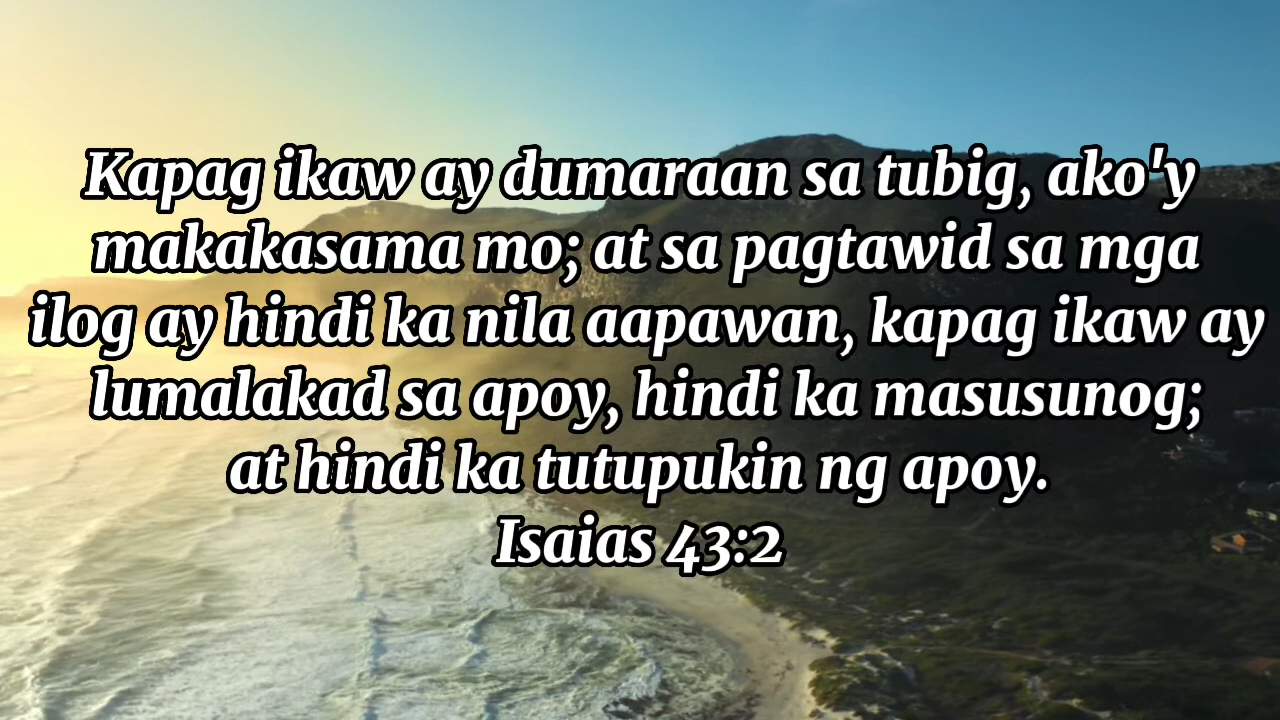 Kapag ikaw ay dumaraan sa tubig, ako'y
makakasama mo; at sa pagtawid sa mga
ilog ay hindi ka nila aapawan, kapag ikaw ay
lumalakad sa apoy, hindi ka masusunog;
at hindi ka tutupukin ng apoy.
Isaias 43:2